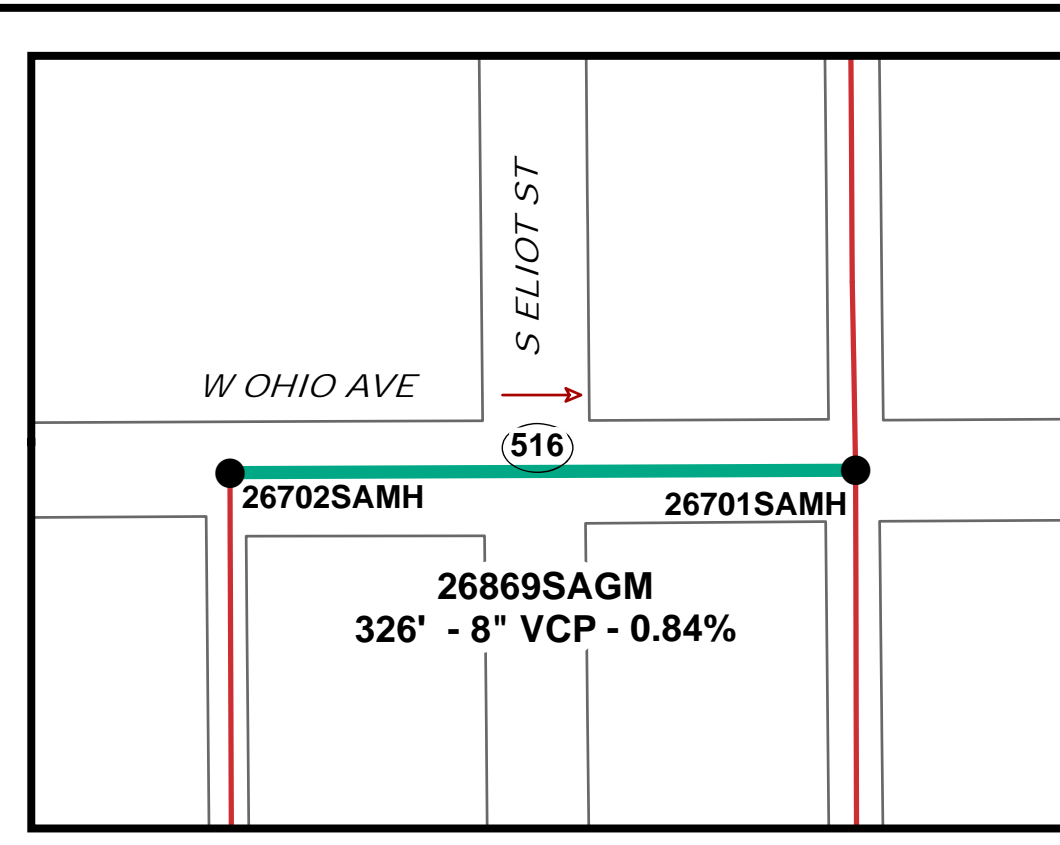 S ELIOT ST
W OHIO AVE
516
26702SAMH
26701SAMH
26869SAGM
326' - 8" VCP - 0.84%